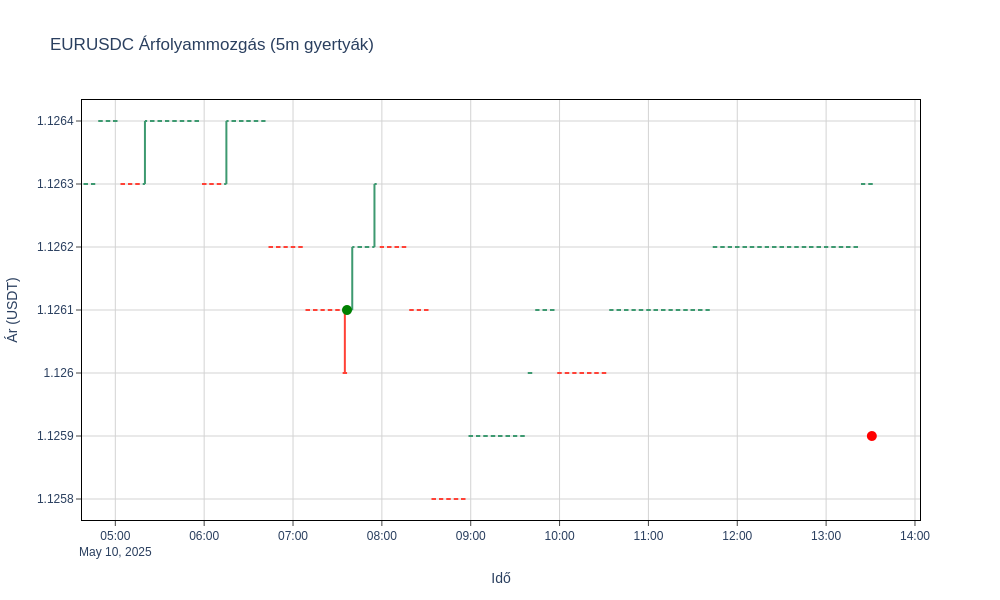 EURUSDC Árfolyammozgás (5m gyertyák)
1.1264
1.1263
1.1262
1.1261
1.126
1.1259
1.1258
Ár (USDT)
05:00 06:00 07:00 08:00 09:00 10:00 11:00 12:00 13:00 14:00
May 10, 2025
Idő